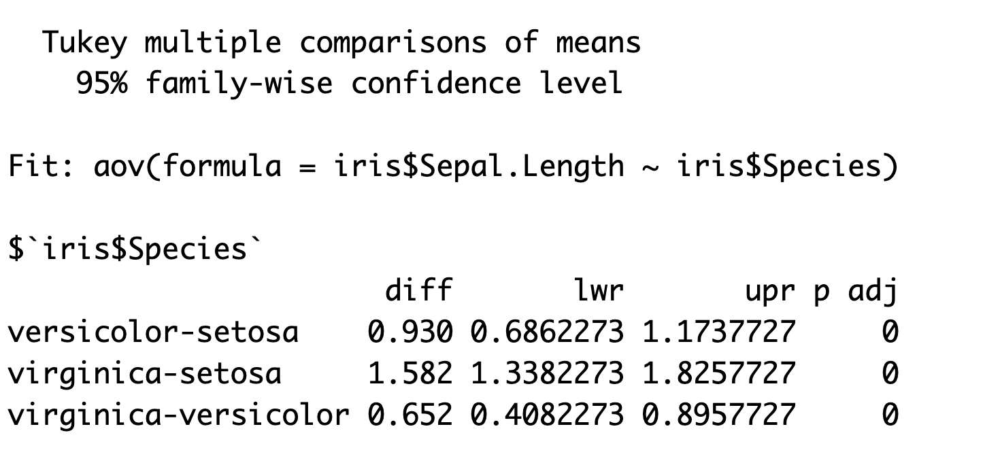 Tukey multiple comparisons of means
95% family-wise confidence level
Fit: aov(formula = iris$Sepal.Length ~ iris$Species)
$`iris$Species`
diff lwr upr p adj
versicolor-setosa 0.930 0.6862273 1.1737727 0
virginica-setosa 1.582 1.3382273 1.8257727 0
virginica-versicolor 0.652 0.4082273 0.8957727 0